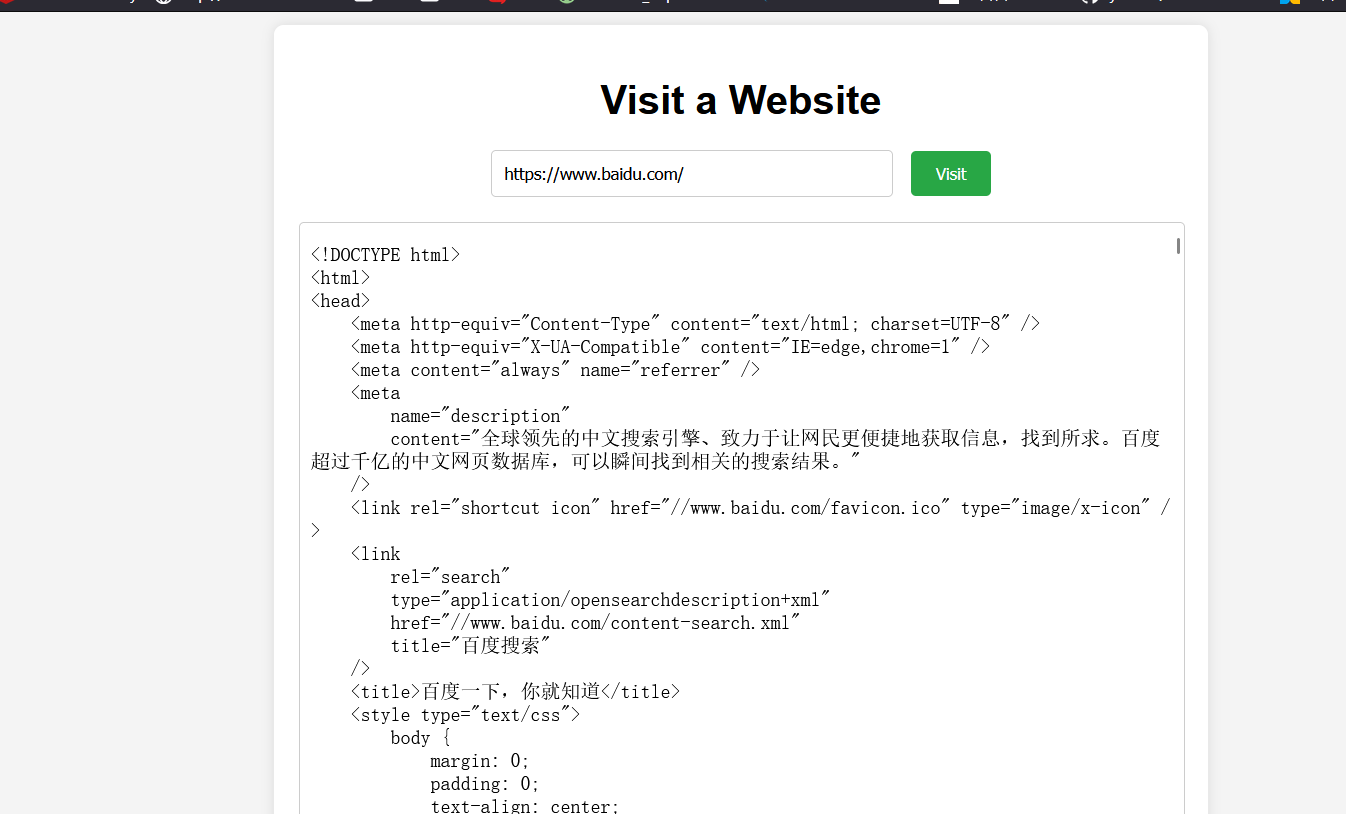 Visit a Website
https://www.baidu.com/
Visit
<!DOCTYPE html>
<html>
<head>
    <meta http-equiv="Content-Type" content="text/html; charset=UTF-8" />
    <meta http-equiv="X-UA-Compatible" content="IE=edge,chrome=1" />
    <meta content="always" name="referrer" />
    <meta
        name="description"
        content="全球领先的中文搜索引擎、致力于让网民更便捷地获取信息，找到所求。百度
超过千亿的中文网页数据库，可以瞬间找到相关的搜索结果。"
    />
    <link rel="shortcut icon" href="//www.baidu.com/favicon.ico" type="image/x-icon" /
>
    <link
        rel="search"
        type="application/opensearchdescription+xml"
        href="//www.baidu.com/content-search.xml"
        title="百度搜索"
    />
    <title>百度一下，你就知道</title>
    <style type="text/css">
        body {
            margin: 0;
            padding: 0;
            text-align: center;